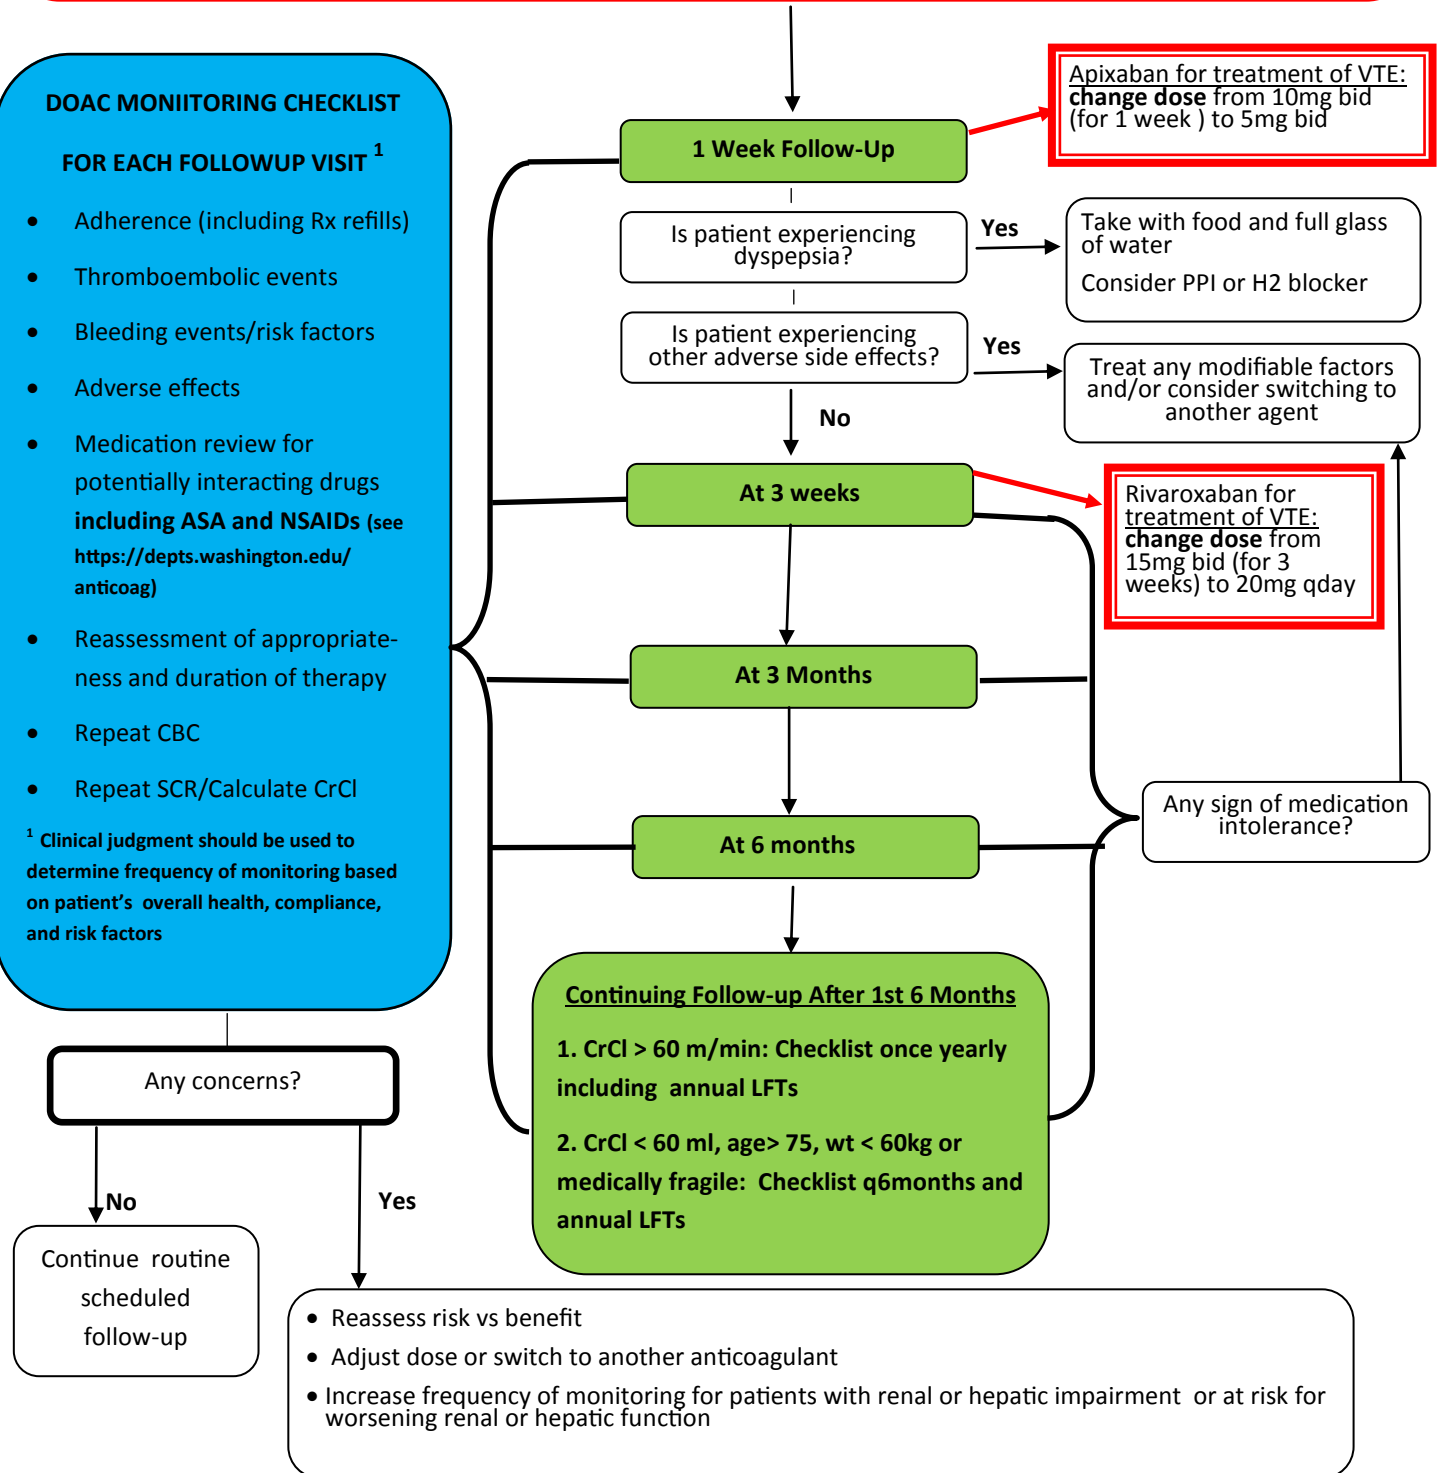 DOAC MONIITORING CHECKLIST
FOR EACH FOLLOWUP VISIT 1
• Adherence (including Rx refills)
• Thromboembolic events
• Bleeding events/risk factors
• Adverse effects
• Medication review for
potentially interacting drugs
including ASA and NSAIDs (see
https://depts.washington.edu/
anticoag)
• Reassessment of appropriate-
ness and duration of therapy
• Repeat CBC
• Repeat SCR/Calculate CrCl
1 Clinical judgment should be used to
determine frequency of monitoring based
on patient's overall health, compliance,
and risk factors
Any concerns?
No
Yes
Continue routine
scheduled
follow-up
• Reassess risk vs benefit
• Adjust dose or switch to another anticoagulant
• Increase frequency of monitoring for patients with renal or hepatic impairment or at risk for
worsening renal or hepatic function
1 Week Follow-Up
Apixaban for treatment of VTE:
change dose from 10mg bid
(for 1 week ) to 5mg bid
Is patient experiencing
dyspepsia?
Yes
Take with food and full glass
of water
Consider PPI or H2 blocker
Is patient experiencing
other adverse side effects?
Yes
Treat any modifiable factors
and/or consider switching to
another agent
No
At 3 weeks
Rivaroxaban for
treatment of VTE:
change dose from
15mg bid (for 3
weeks) to 20mg qday
At 3 Months
At 6 months
Any sign of medication
intolerance?
Continuing Follow-up After 1st 6 Months
1. CrCl > 60 m/min: Checklist once yearly
including annual LFTs
2. CrCl < 60 ml, age> 75, wt < 60kg or
medically fragile: Checklist q6months and
annual LFTs